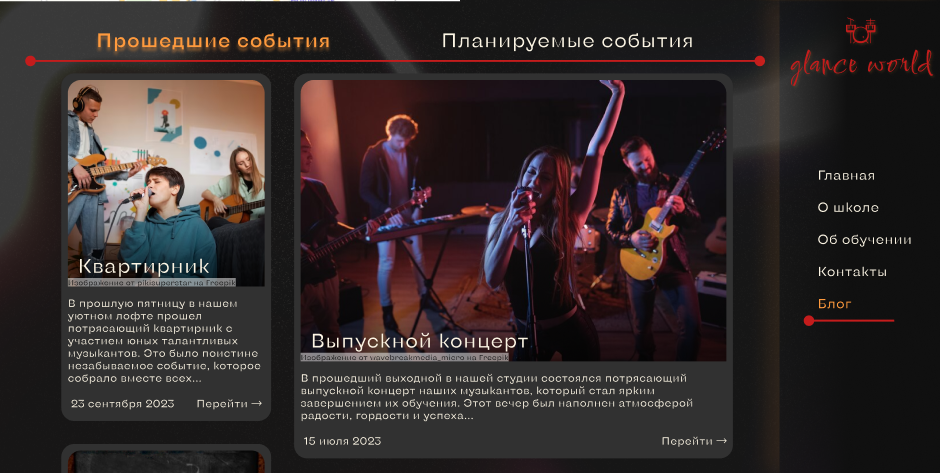 Прошедшие события
Планируемые события
glance world
Квартирник
Изображение от pikisuperstar на Freepik
В прошлую пятницу в нашем
уютном лофте прошел
потрясающий квартирник с
участием юных талантливых
музыкантов. Это было поистине
незабываемое событие, которое
собрало вместе всех...
23 сентября 2023
Перейти →
Выпускной концерт
Изображение от wavebreakmedia_micro на Freepik
В прошедший выходной в нашей студии состоялся потрясающий
выпускной концерт наших музыкантов, который стал ярким
завершением их обучения. Этот вечер был наполнен атмосферой
радости, гордости и успеха...
15 июля 2023
Перейти →
Главная
О школе
Об обучении
Контакты
Блог